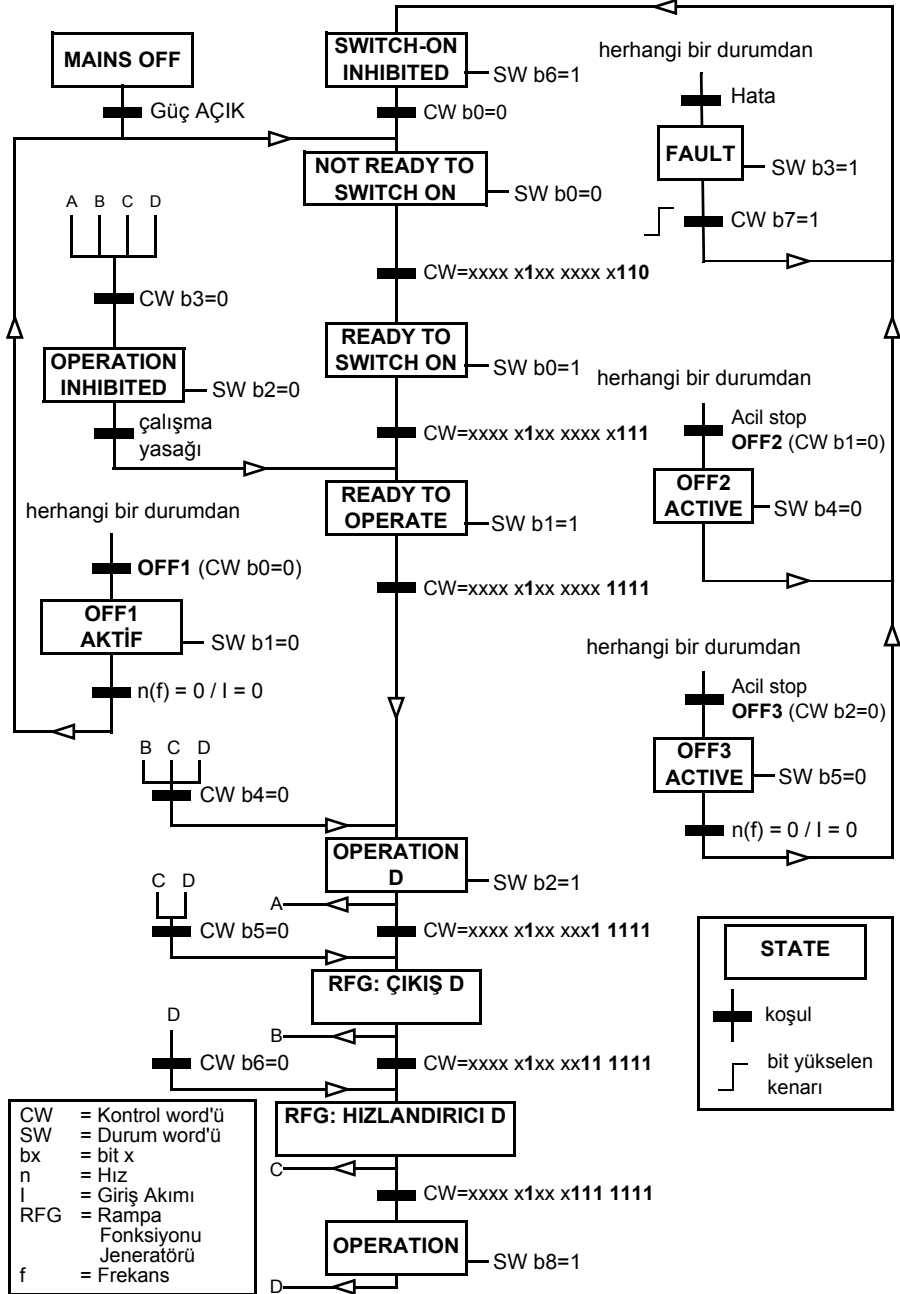 MAINS OFF
Güç AÇIK
SWITCH-ON
INHIBITED
SW b6=1
CW b0=0
herhangi bir durumdan
Hata
FAULT
SW b3=1
CW b7=1
NOT READY TO
SWITCH ON
SW b0=0
A B C D
CW b3=0
CW=xxxx x1xx xxxx x110
OPERATION
INHIBITED
SW b2=0
çalışma
yasağı
READY TO
SWITCH ON
SW b0=1
CW=xxxx x1xx xxxx x111
herhangi bir durumdan
Acil stop
OFF2 (CW b1=0)
OFF2
ACTIVE
SW b4=0
READY TO
OPERATE
SW b1=1
CW=xxxx x1xx xxxx 1111
herhangi bir durumdan
OFF1 (CW b0=0)
OFF1
AKTİF
SW b1=0
n(f) = 0 / I = 0
herhangi bir durumdan
Acil stop
OFF3 (CW b2=0)
OFF3
ACTIVE
SW b5=0
n(f) = 0 / I = 0
B C D
CW b4=0
OPERATION
D
SW b2=1
A
C D
CW b5=0
CW=xxxx x1xx xxx1 1111
RFG: ÇIKIŞ D
B
D
CW b6=0
CW=xxxx x1xx xx11 1111
RFG: HIZLANDIRICI D
C
CW=xxxx x1xx x111 1111
OPERATION
SW b8=1
D
STATE
koşul
bit yükselen
kenarı
CW = Kontrol word'ü
SW = Durum word'ü
bx = bit x
n = Hız
I = Giriş Akımı
RFG = Rampa
Fonksiyonu
Jeneratörü
f = Frekans